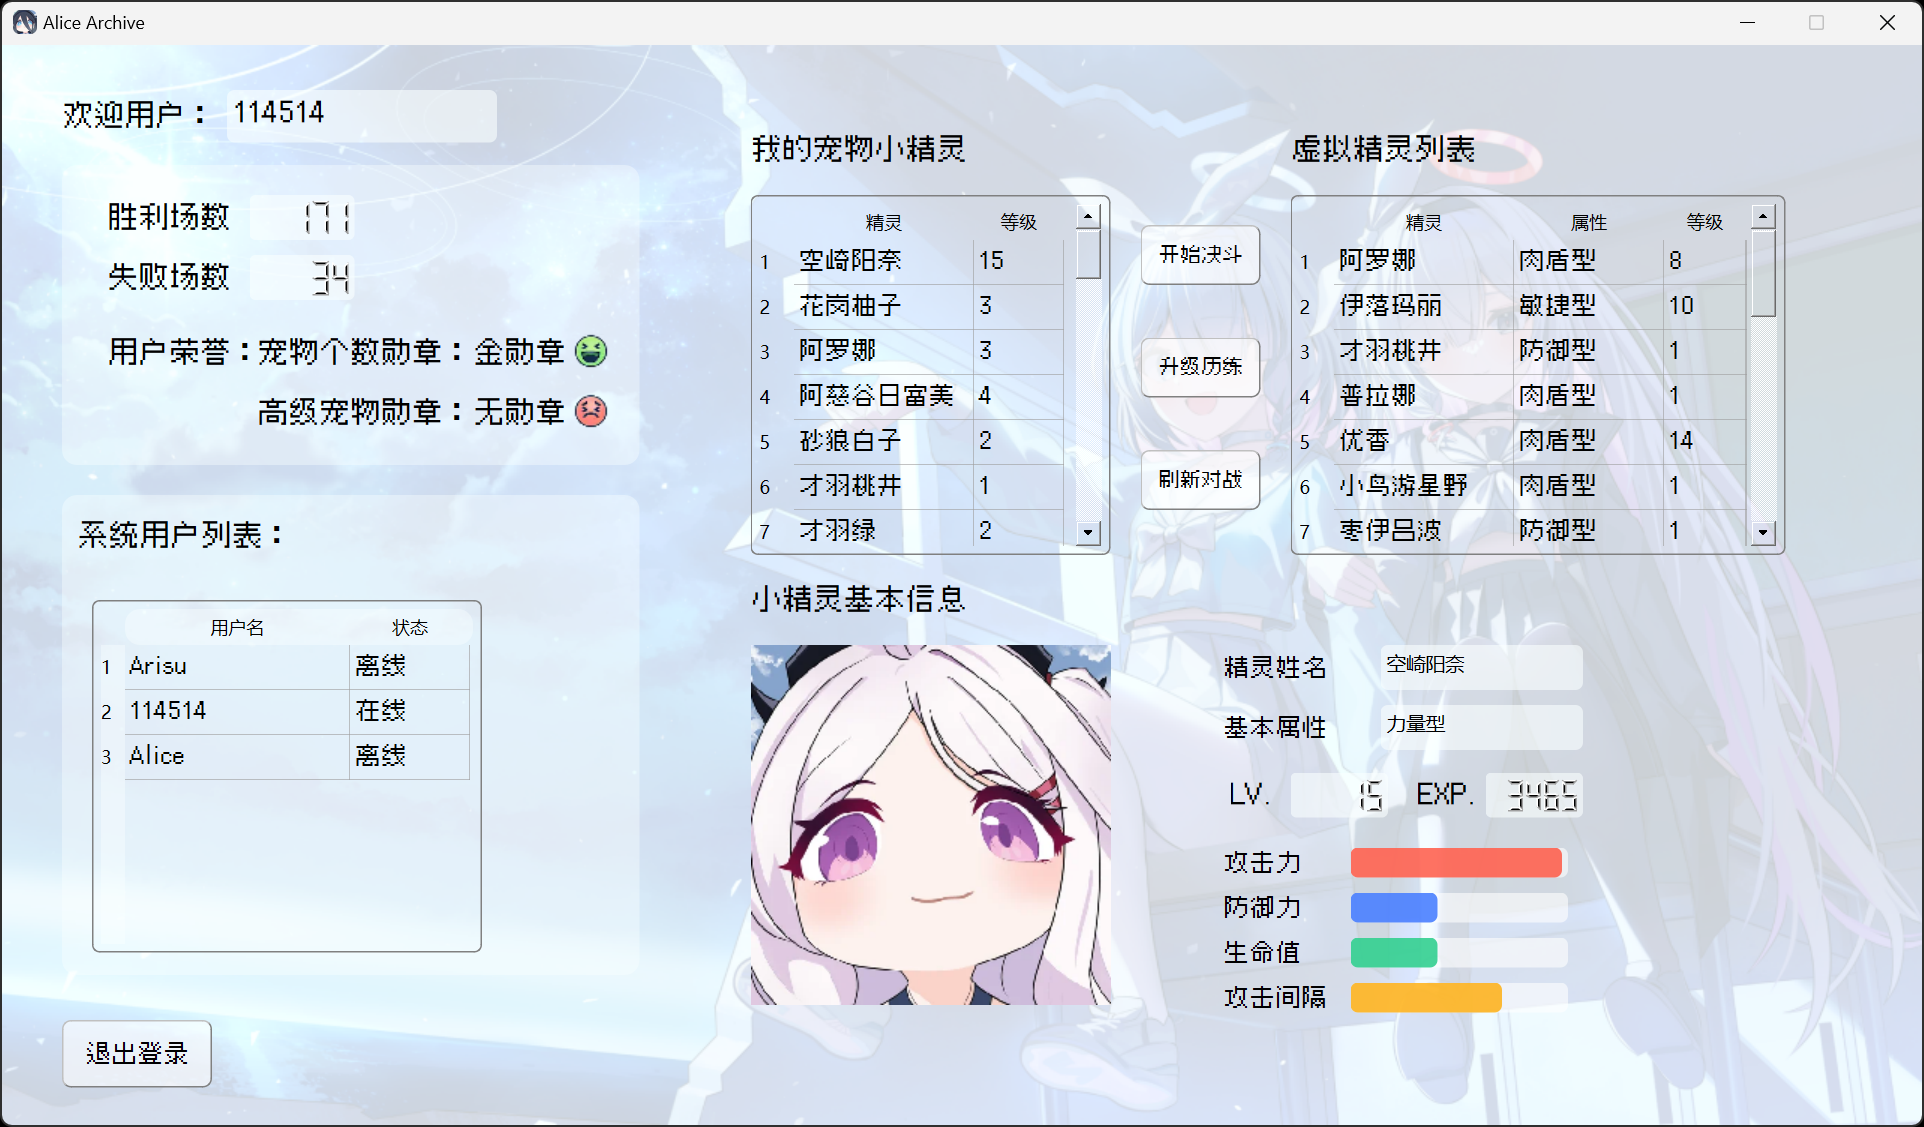 Alice Archive
欢迎用户： 114514
胜利场数 171
失败场数 34
用户荣誉：宠物个数勋章：金勋章
高级宠物勋章：无勋章
系统用户列表：
用户名 状态
1 Arisu 离线
2 114514 在线
3 Alice 离线
退出登录
我的宠物小精灵
精灵 等级
1 空崎阳奈 15
2 花岗柚子 3
3 阿罗娜 3
4 阿慈谷日富美 4
5 砂狼白子 2
6 才羽桃井 1
7 才羽绿 2
开始决斗
升级历练
刷新对战
虚拟精灵列表
精灵 属性 等级
1 阿罗娜 肉盾型 8
2 伊落玛丽 敏捷型 10
3 才羽桃井 防御型 1
4 普拉娜 肉盾型 1
5 优香 肉盾型 14
6 小鸟游星野 肉盾型 1
7 枣伊吕波 防御型 1
小精灵基本信息
精灵姓名 空崎阳奈
基本属性 力量型
LV. 15 EXP. 3465
攻击力
防御力
生命值
攻击间隔